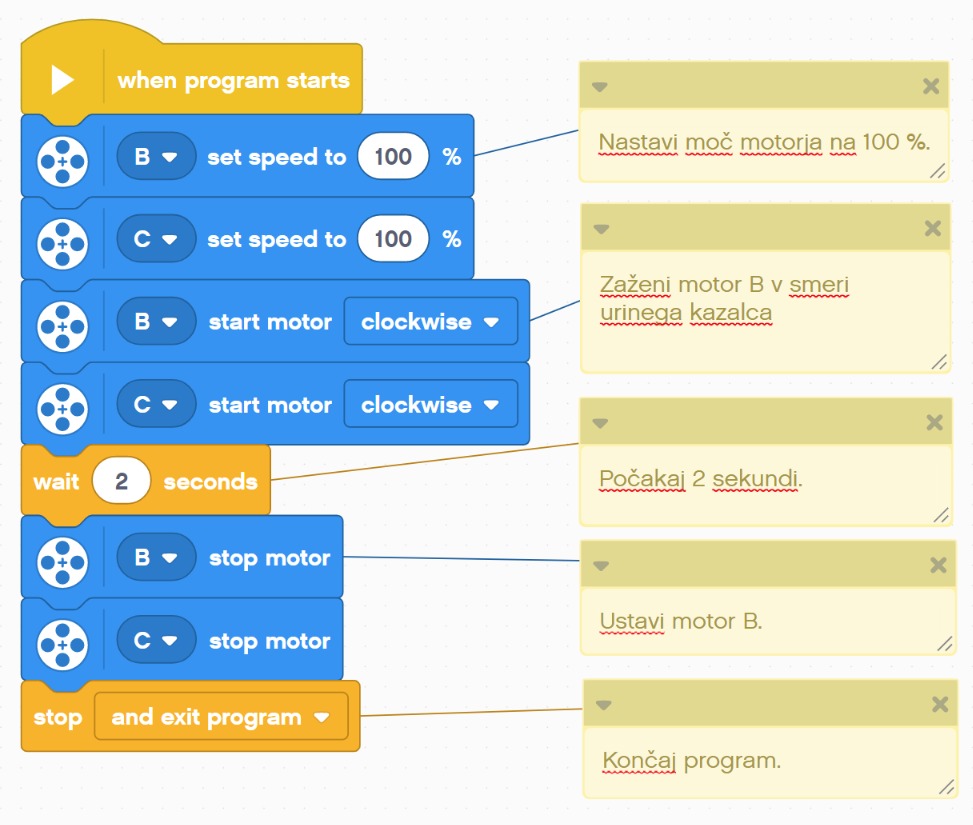 when program starts
B set speed to 100 %
Nastavi moč motorja na 100 %.
C set speed to 100 %
B start motor clockwise
Zaženi motor B v smeri
urinega kazalca
C start motor clockwise
wait 2 seconds
Počakaj 2 sekundi.
B stop motor
Ustavi motor B.
C stop motor
stop and exit program
Končaj program.